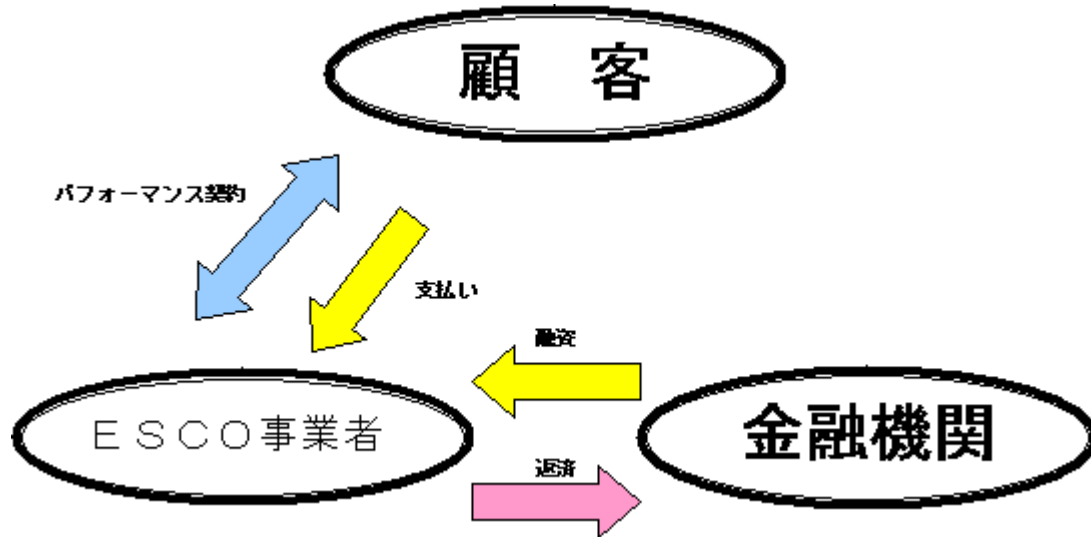 顧　客
パフォーマンス契約
支払い
融資
ＥＳＣＯ事業者
金融機関
返済